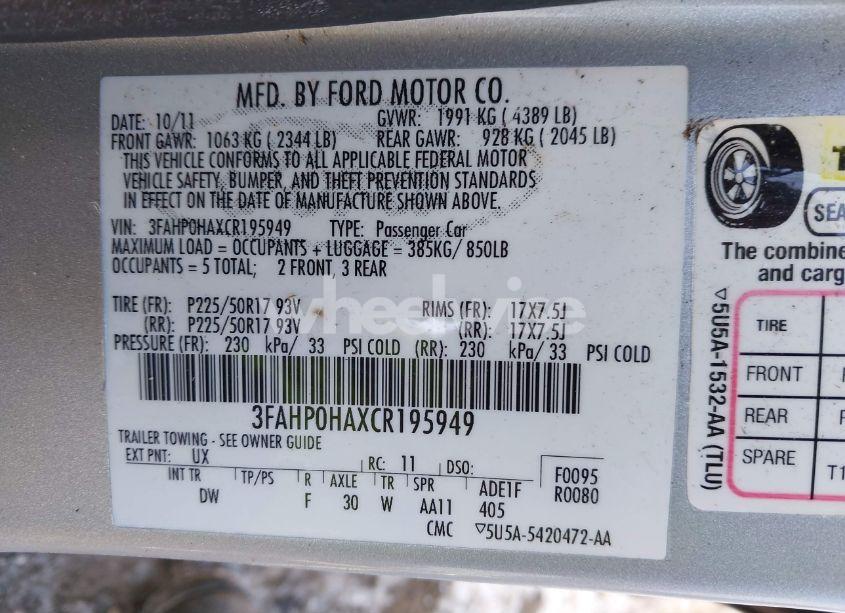 MFD. BY FORD MOTOR CO.
DATE: 10/11 GVWR: 1991 KG ( 4389 LB)
FRONT GAWR: 1063 KG ( 2344 LB) REAR GAWR: 928 KG ( 2045 LB)
THIS VEHICLE CONFORMS TO ALL APPLICABLE FEDERAL MOTOR
VEHICLE SAFETY, BUMPER, AND THEFT PREVENTION STANDARDS
IN EFFECT ON THE DATE OF MANUFACTURE SHOWN ABOVE.
VIN: 3FAHP0HAXCR195949 TYPE: Passenger Car
MAXIMUM LOAD = OCCUPANTS + LUGGAGE = 385KG/ 850LB
OCCUPANTS = 5 TOTAL; 2 FRONT, 3 REAR
TIRE (FR): P225/50R17 93V RIMS (FR): 17X7.5J
(RR): P225/50R17 93V (RR): 17X7.5J
PRESSURE (FR): 230 kPa/ 33 PSI COLD (RR): 230 kPa/ 33 PSI COLD
3FAHP0HAXCR195949
TRAILER TOWING - SEE OWNER GUIDE
EXT PNT: UX RC: 11 DSO: F0095
R0080
INT TR TP/PS R AXLE TR SPR ADE1F
DW F 30 W AA11 405
CMC ▽5U5A-5420472-AA
wheelwire
The combine
and carg
▽5U5A-1532-AA (TLU)
TIRE
FRONT
REAR
SPARE T1
SEA